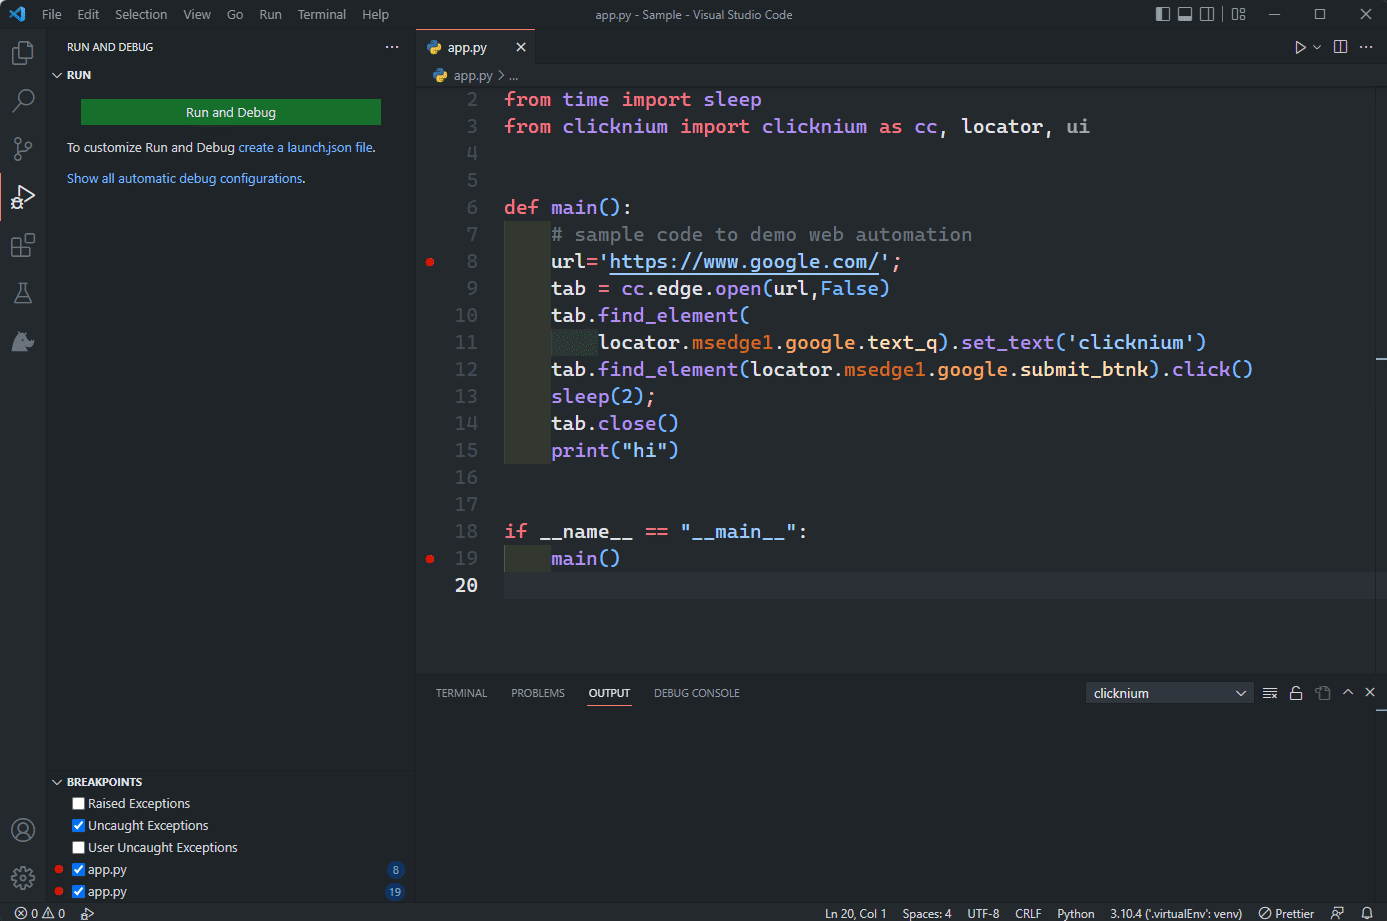 File Edit Selection View Go Run Terminal Help
app.py - Sample - Visual Studio Code
RUN AND DEBUG
RUN
Run and Debug
To customize Run and Debug create a launch.json file.
Show all automatic debug configurations.
app.py
app.py > ...
2 from time import sleep
3 from clicknium import clicknium as cc, locator, ui
4
5
6 def main():
7 # sample code to demo web automation
8 url='https://www.google.com/';
9 tab = cc.edge.open(url,False)
10 tab.find_element(
11 locator.msedge1.google.text_q).set_text('clicknium')
12 tab.find_element(locator.msedge1.google.submit_btnk).click()
13 sleep(2);
14 tab.close()
15 print("hi")
16
17
18 if __name__ == "__main__":
19 main()
20
TERMINAL PROBLEMS OUTPUT DEBUG CONSOLE
clicknium
BREAKPOINTS
Raised Exceptions
Uncaught Exceptions
User Uncaught Exceptions
app.py 8
app.py 19
0 0
Ln 20, Col 1 Spaces: 4 UTF-8 CRLF Python 3.10.4 ('.virtualEnv': venv) Prettier